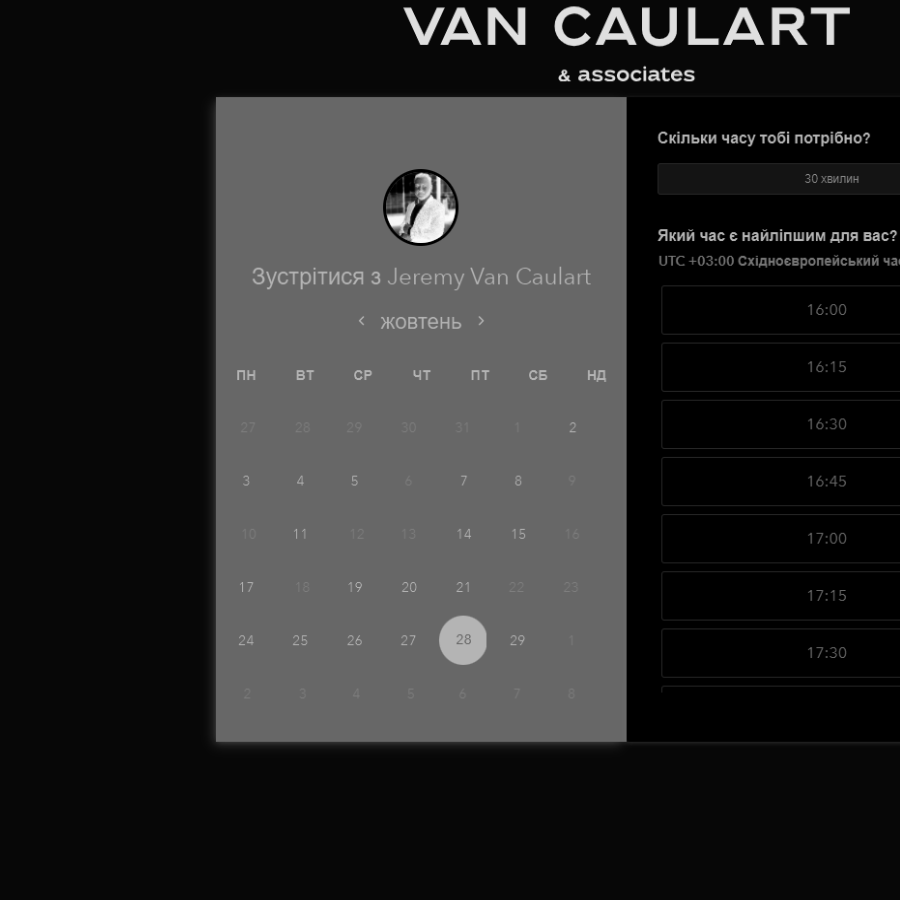 VAN CAULART
& associates
Зустрітися з Jeremy Van Caulart
жовтень
ПН ВТ СР ЧТ ПТ СБ НД
27 28 29 30 31 1 2
3 4 5 6 7 8 9
10 11 12 13 14 15 16
17 18 19 20 21 22 23
24 25 26 27 28 29 1
2 3 4 5 6 7 8
Скільки часу тобі потрібно?
30 хвилин
Який час є найліпшим для вас?
UTC +03:00 Східноєвропейський ча
16:00
16:15
16:30
16:45
17:00
17:15
17:30